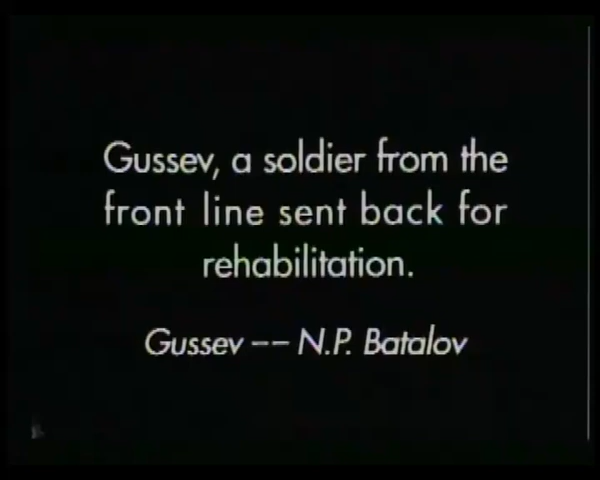 Gussev, a soldier from the
front line sent back for
rehabilitation.
Gussev -- N.P. Batalov